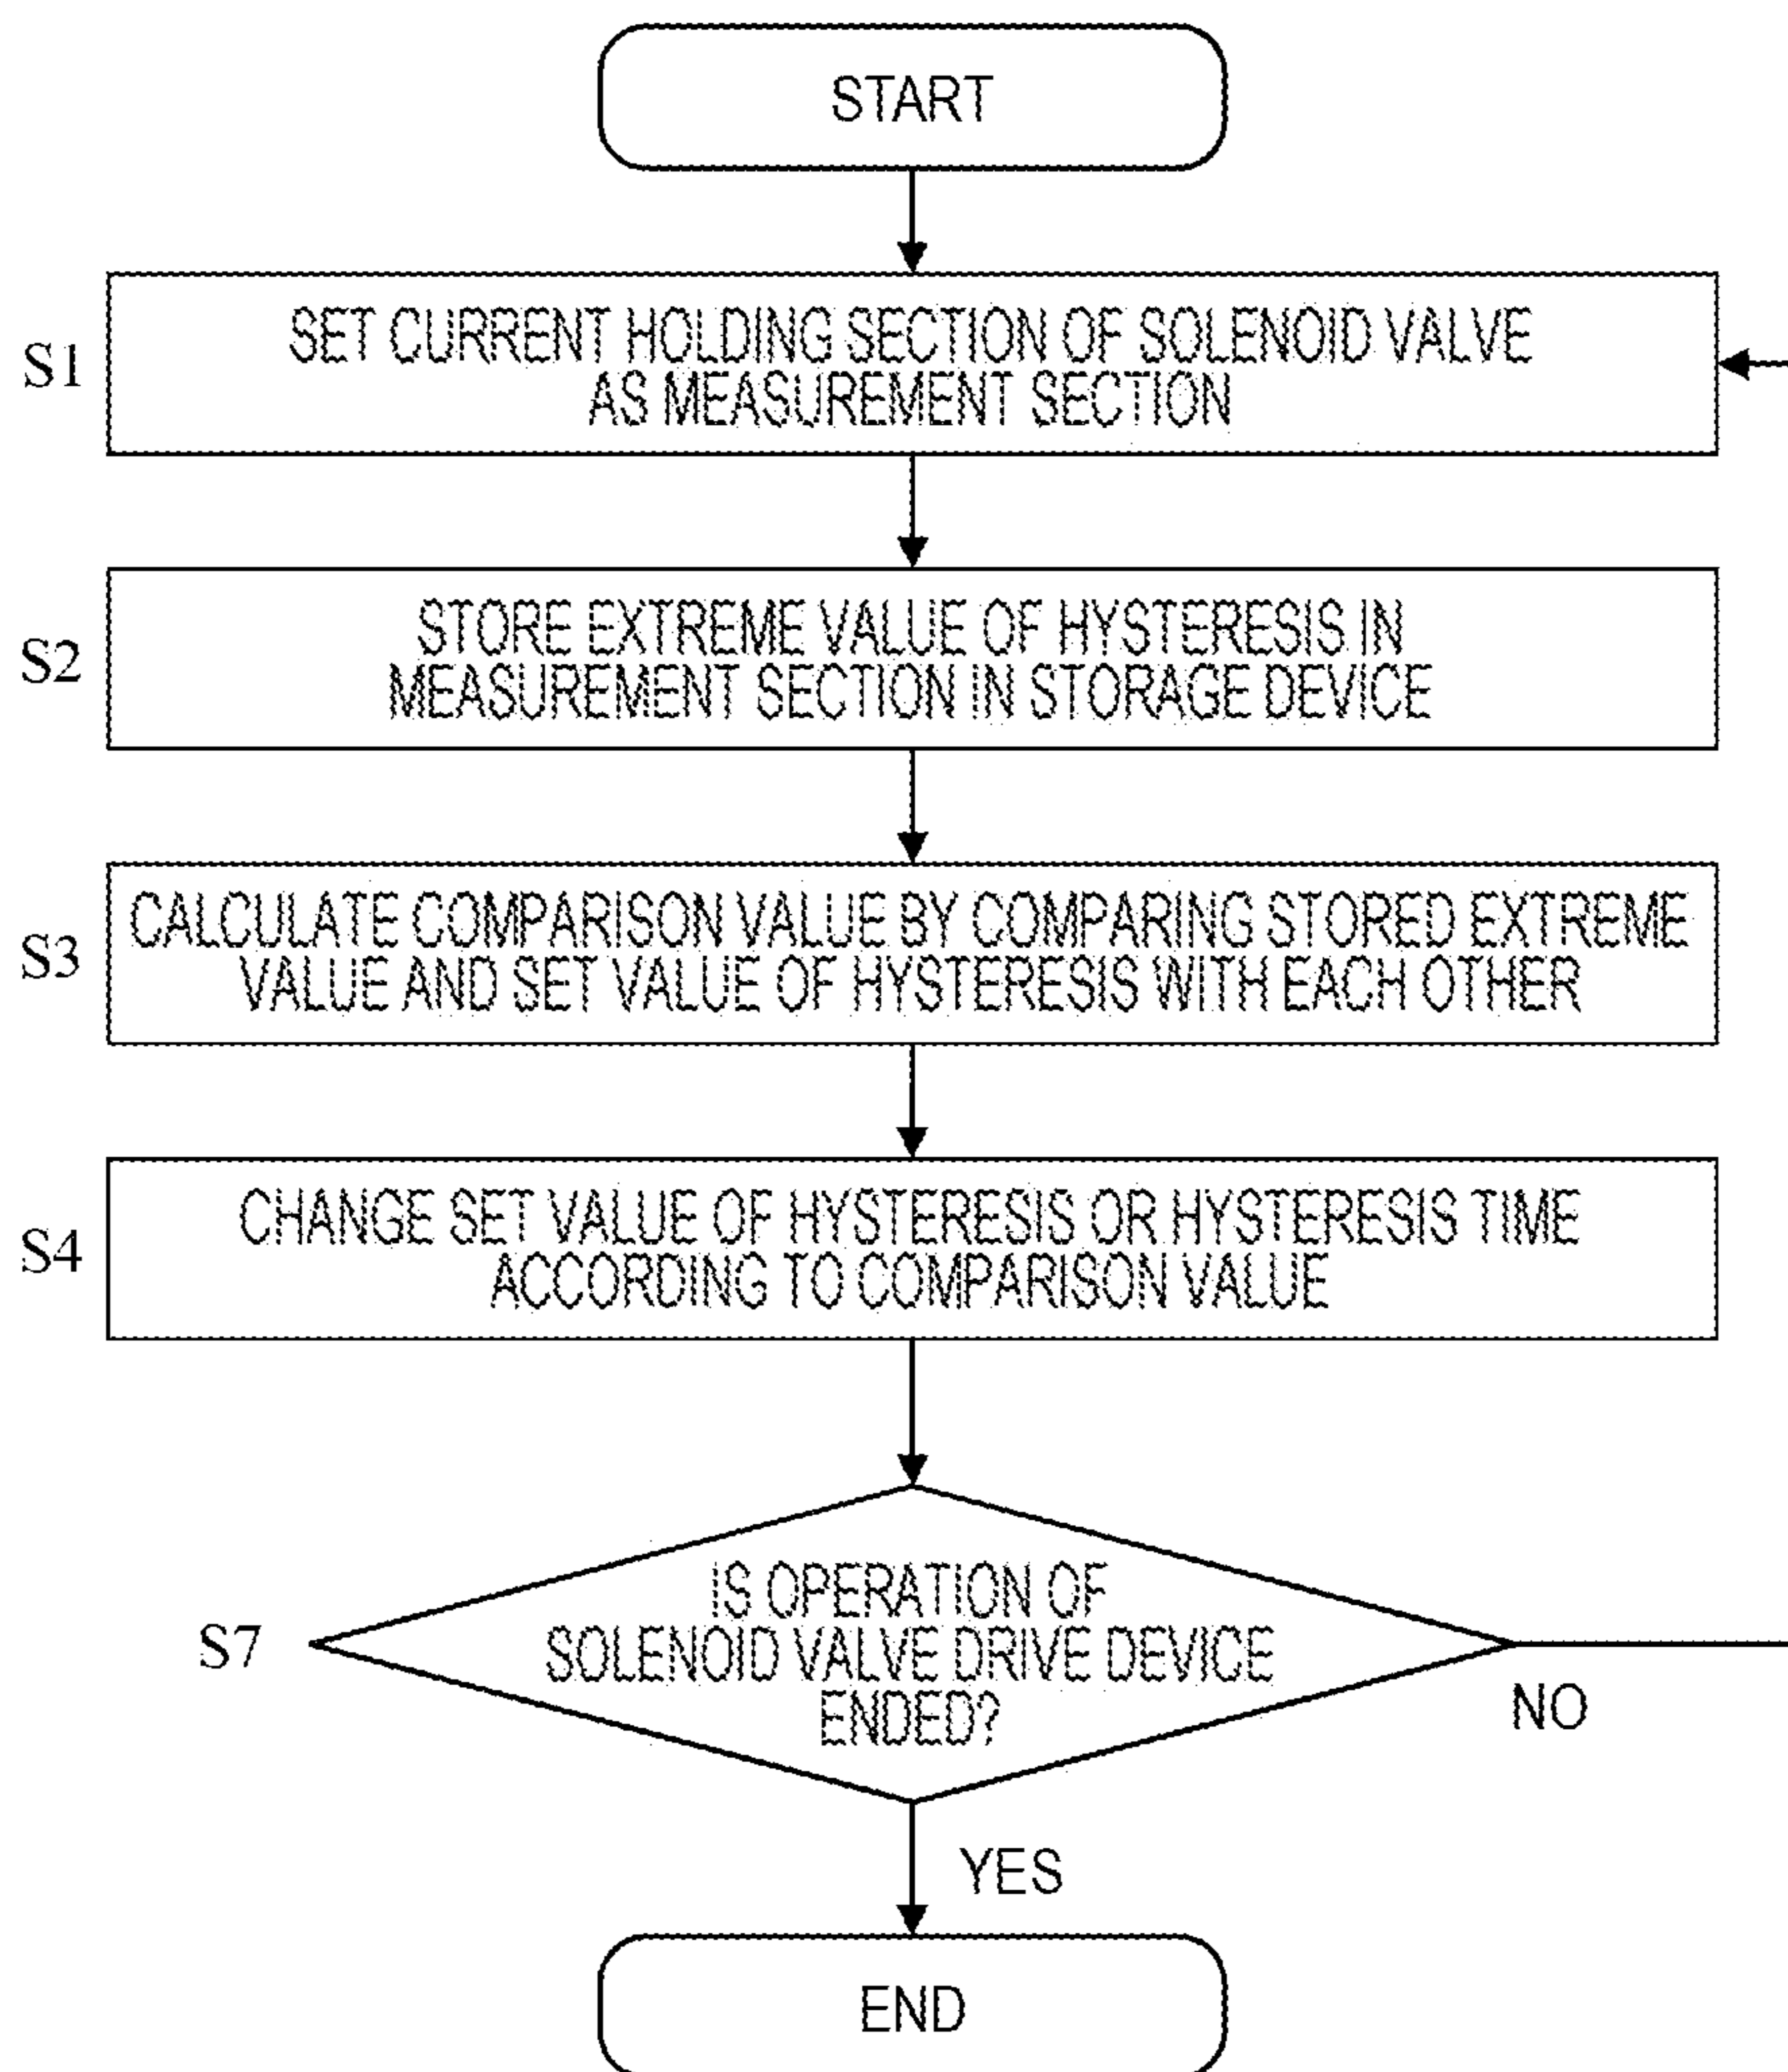 START
S1
SET CURRENT HOLDING SECTION OF SOLENOID VALVE
AS MEASUREMENT SECTION
S2
STORE EXTREME VALUE OF HYSTERESIS IN
MEASUREMENT SECTION IN STORAGE DEVICE
S3
CALCULATE COMPARISON VALUE BY COMPARING STORED EXTREME
VALUE AND SET VALUE OF HYSTERESIS WITH EACH OTHER
S4
CHANGE SET VALUE OF HYSTERESIS OR HYSTERESIS TIME
ACCORDING TO COMPARISON VALUE
S7
IS OPERATION OF
SOLENOID VALVE DRIVE DEVICE
ENDED?
NO
YES
END